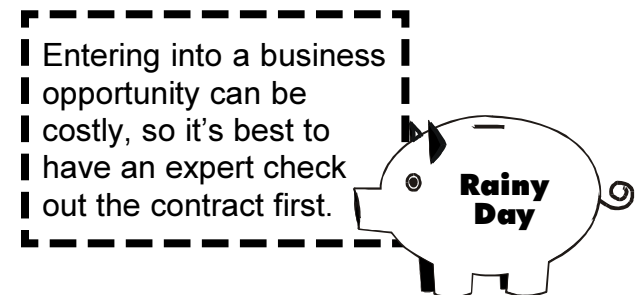 Entering into a business
opportunity can be
costly, so it's best to
have an expert check
out the contract first.
Rainy
Day